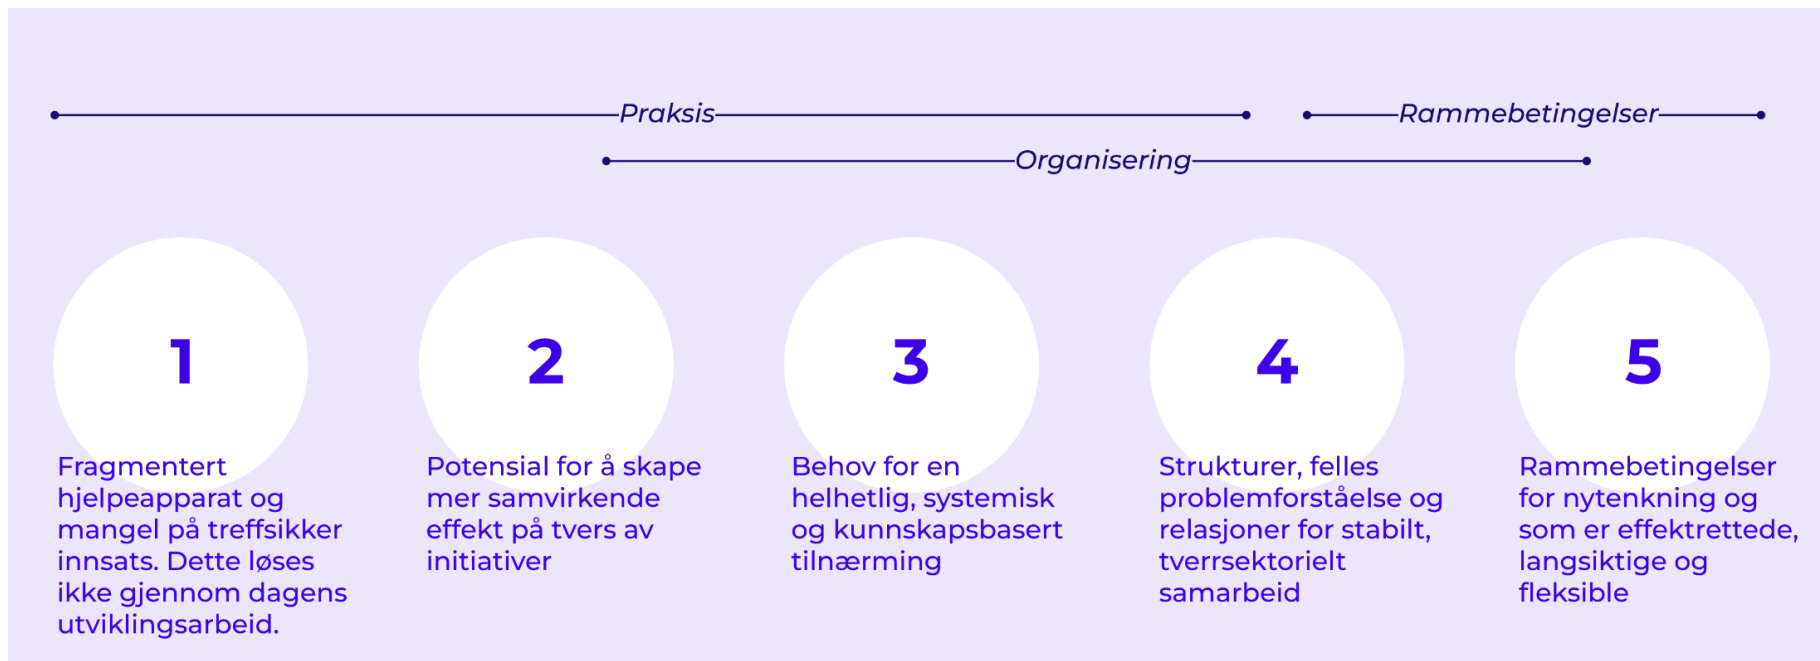 Praksis
Rammebetingelser
Organisering
1
Fragmentert
hjelpeapparat og
mangel på treffsikker
innsats. Dette løses
ikke gjennom dagens
utviklingsarbeid.
2
Potensial for å skape
mer samvirkende
effekt på tvers av
initiativer
3
Behov for en
helhetlig, systemisk
og kunnskapsbasert
tilnærming
4
Strukturer, felles
problemforståelse og
relasjoner for stabilt,
tverrsektorielt
samarbeid
5
Rammebetingelser
for nytenkning og
som er effektrettede,
langsiktige og
fleksible